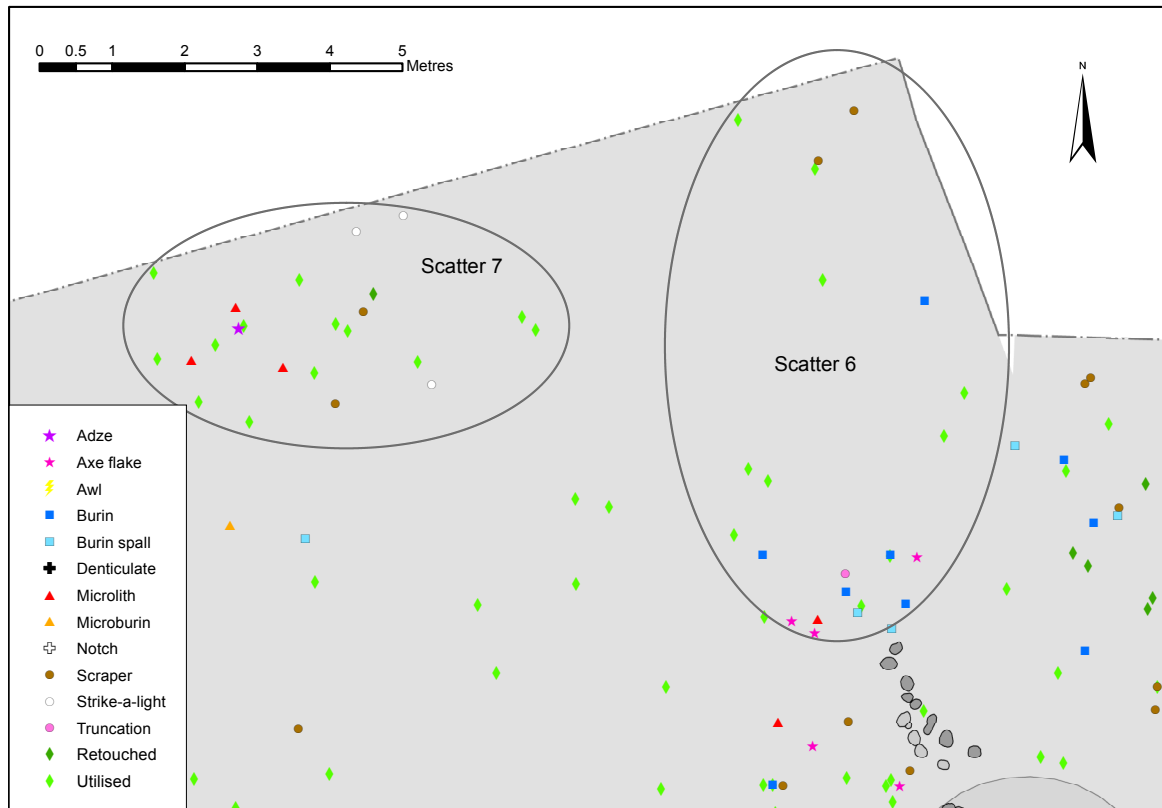 0 0.5 1 2 3 4 5
Metres
N
Scatter 7
Scatter 6
Adze
Axe flake
Awl
Burin
Burin spall
Denticulate
Microlith
Microburin
Notch
Scraper
Strike-a-light
Truncation
Retouched
Utilised